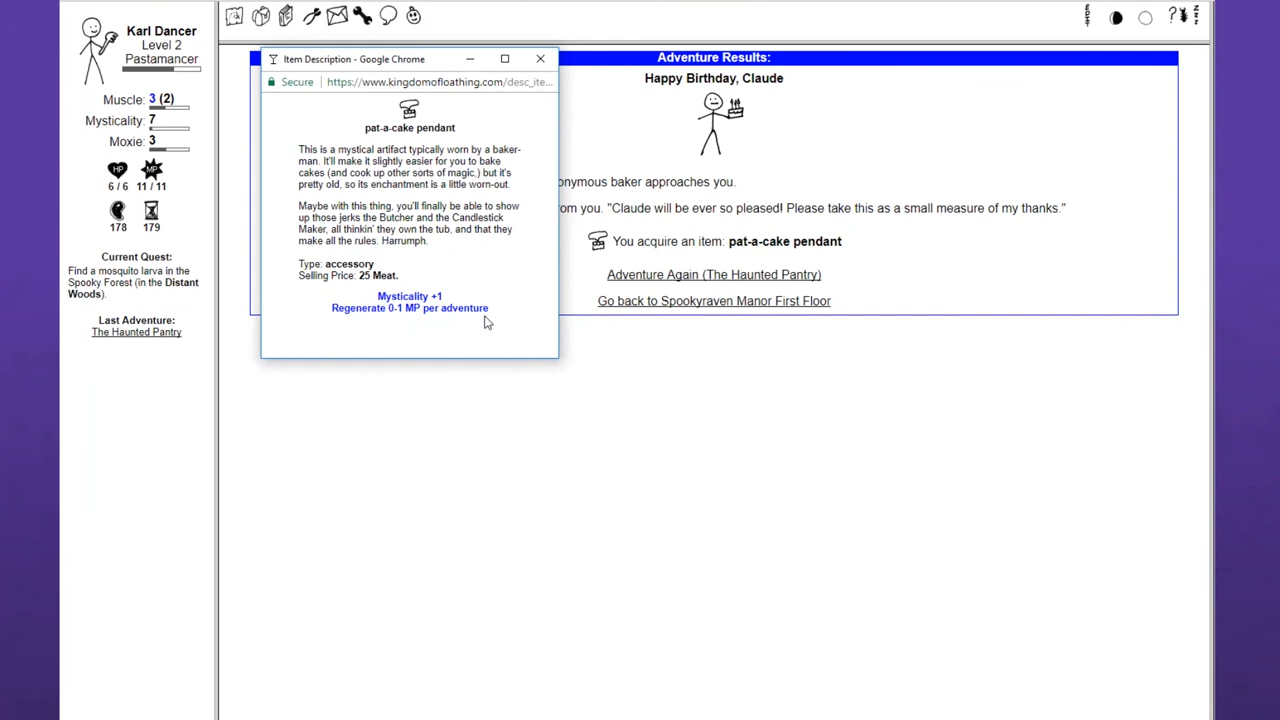 Karl Dancer
Level 2
Pastamancer
Muscle: 3 (2)
Mysticality: 7
Moxie: 3
HP MP
6 / 6 11 / 11
178 179
Current Quest:
Find a mosquito larva in the
Spooky Forest (in the Distant
Woods).
Last Adventure:
The Haunted Pantry
Item Description - Google Chrome
Secure https://www.kingdomofloathing.com/desc_ite...
pat-a-cake pendant
This is a mystical artifact typically worn by a baker-
man. It'll make it slightly easier for you to bake
cakes (and cook up other sorts of magic,) but it's
pretty old, so its enchantment is a little worn-out.
Maybe with this thing, you'll finally be able to show
up those jerks the Butcher and the Candlestick
Maker, all thinkin' they own the tub, and that they
make all the rules. Harrumph.
Type: accessory
Selling Price: 25 Meat.
Mysticality +1
Regenerate 0-1 MP per adventure
Adventure Results:
Happy Birthday, Claude
onymous baker approaches you.
rom you. "Claude will be ever so pleased! Please take this as a small measure of my thanks."
You acquire an item: pat-a-cake pendant
Adventure Again (The Haunted Pantry)
Go back to Spookyraven Manor First Floor